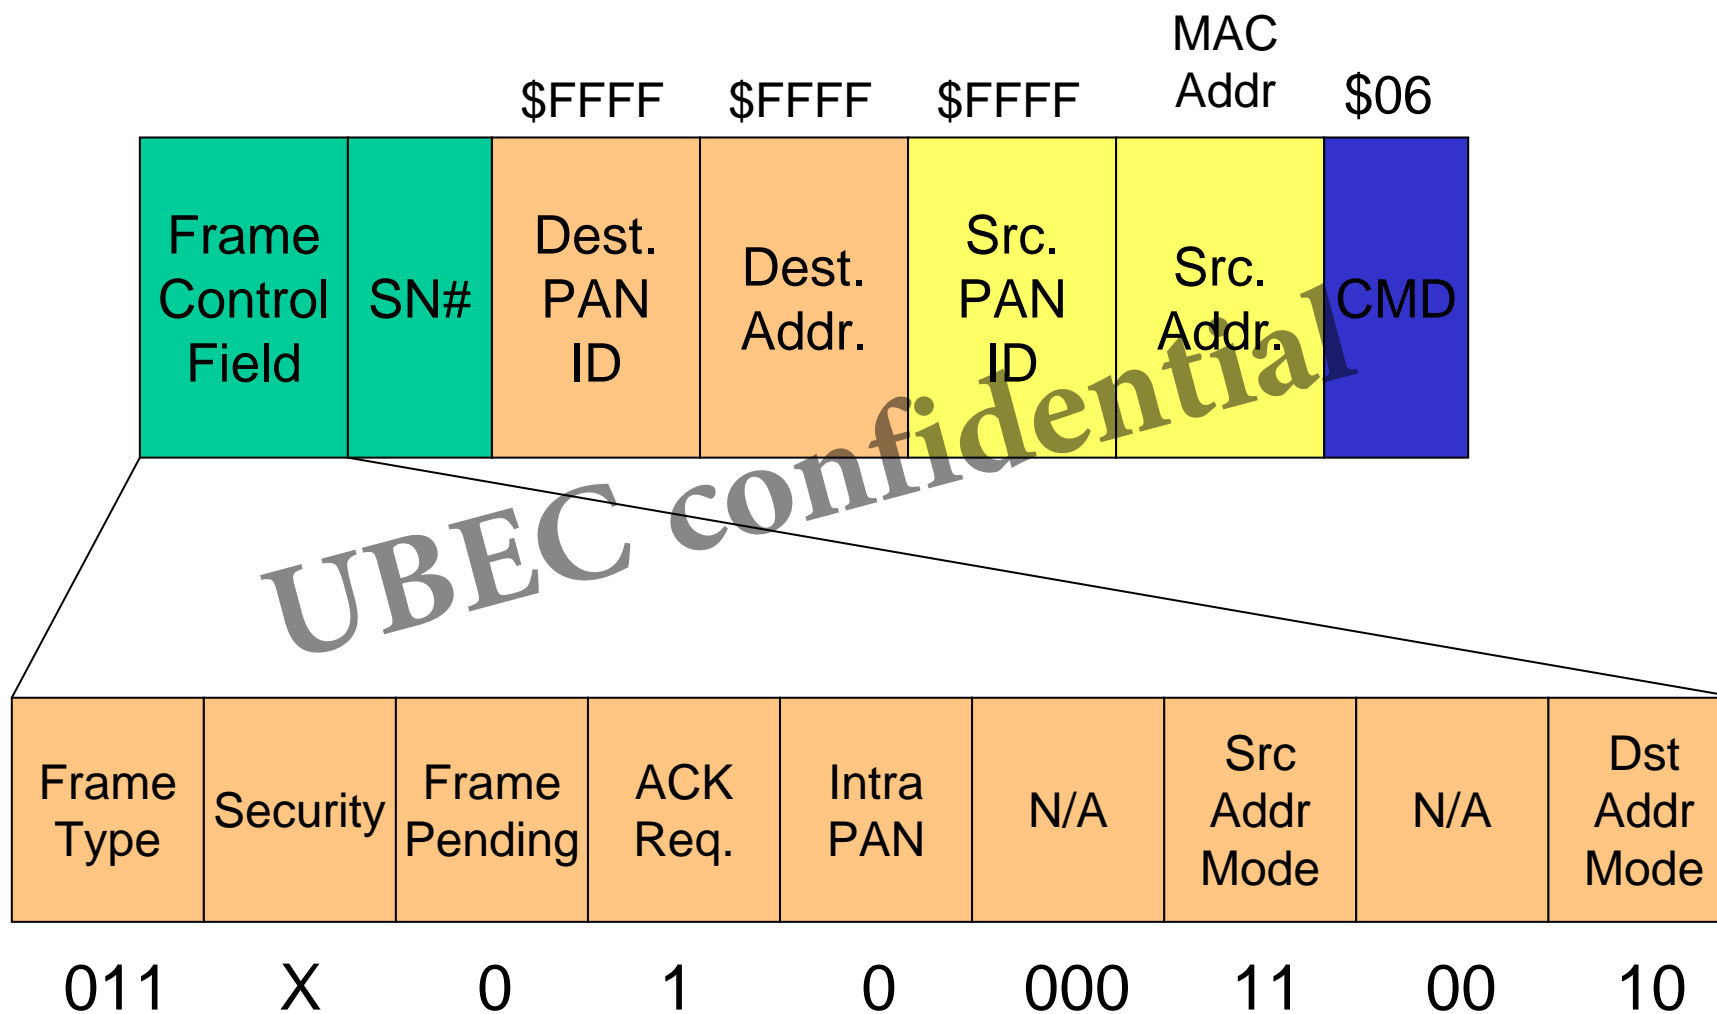 MAC
Addr
$FFFF $FFFF $FFFF $06
Frame
Control
Field
SN#
Dest.
PAN
ID
Dest.
Addr.
Src.
PAN
ID
Src.
Addr.
CMD
UBEC confidential
Frame
Type
Security
Frame
Pending
ACK
Req.
Intra
PAN
N/A
Src
Addr
Mode
N/A
Dst
Addr
Mode
011 X 0 1 0 000 11 00 10